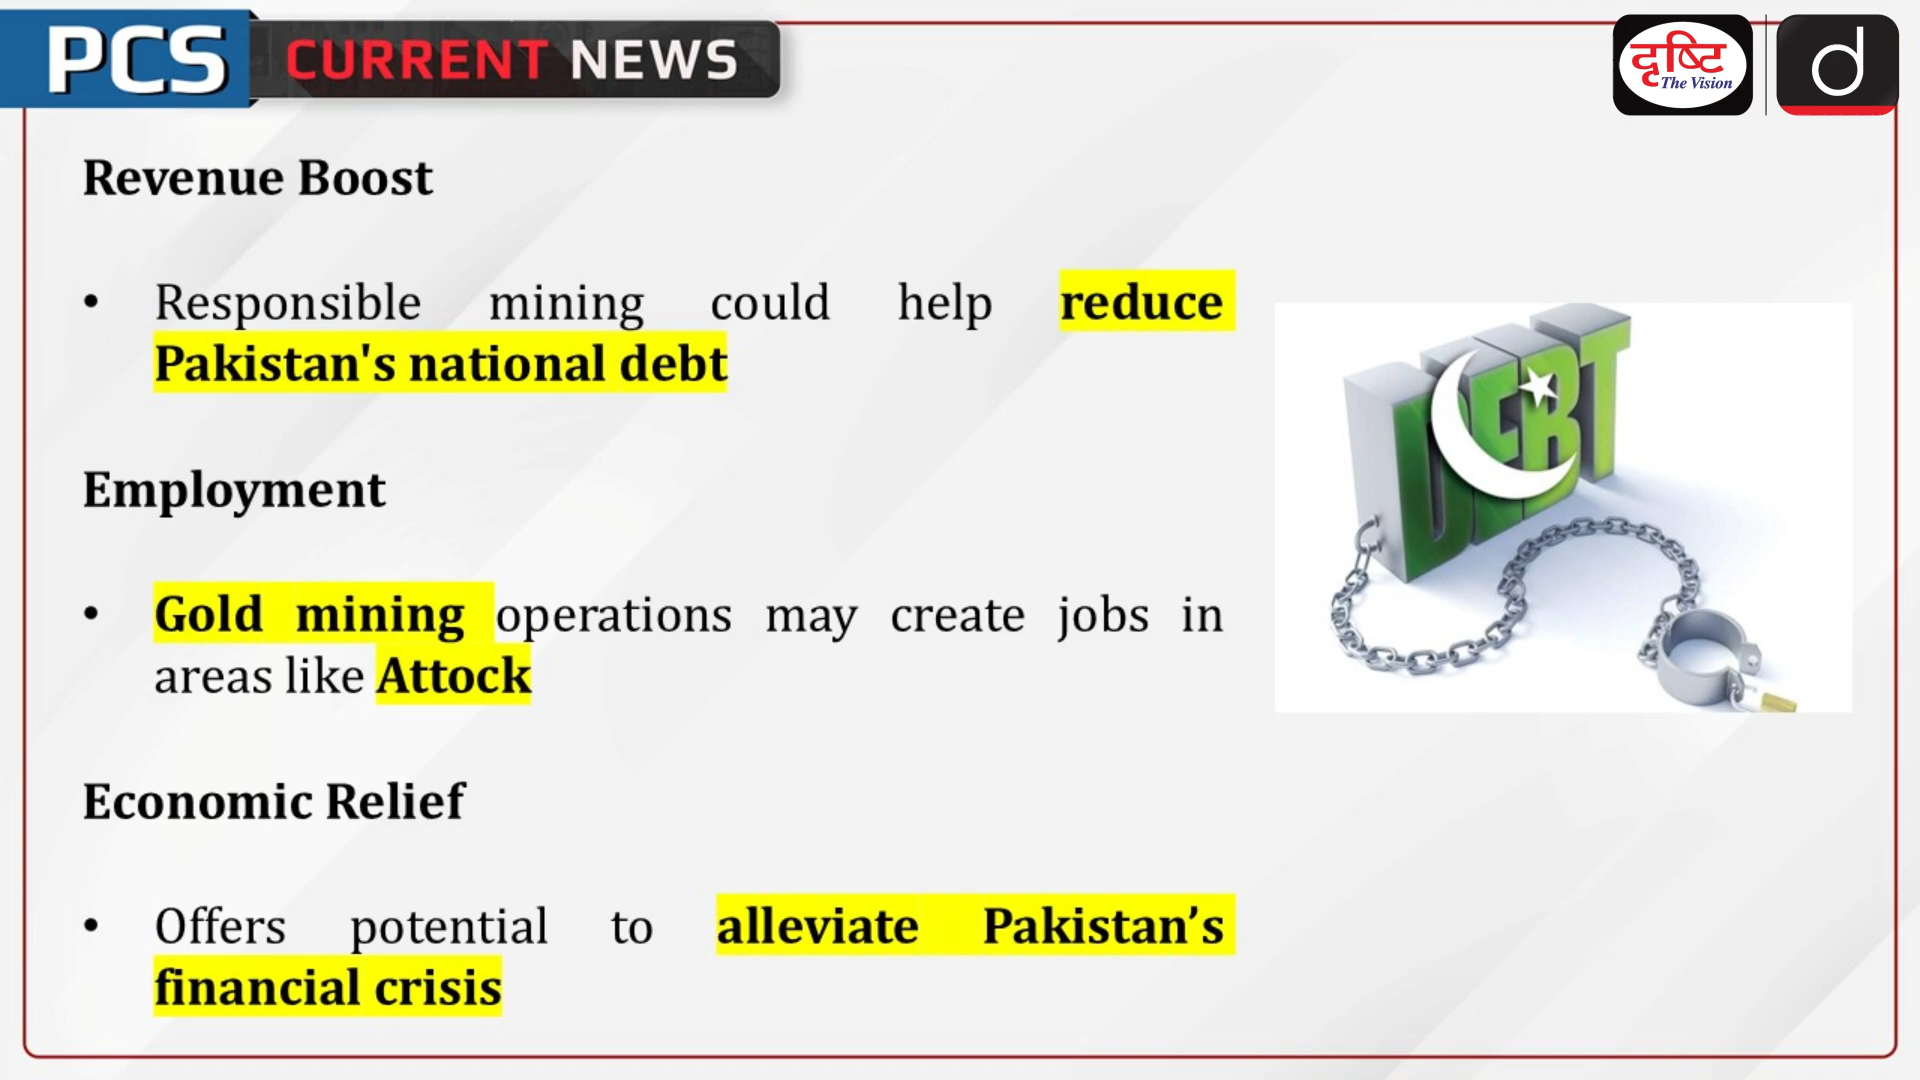 PCS CURRENT NEWS
दृष्टि
The Vision
d
Revenue Boost
• Responsible mining could help reduce
Pakistan's national debt
DEBT
Employment
• Gold mining operations may create jobs in
areas like Attock
Economic Relief
• Offers potential to alleviate Pakistan’s
financial crisis